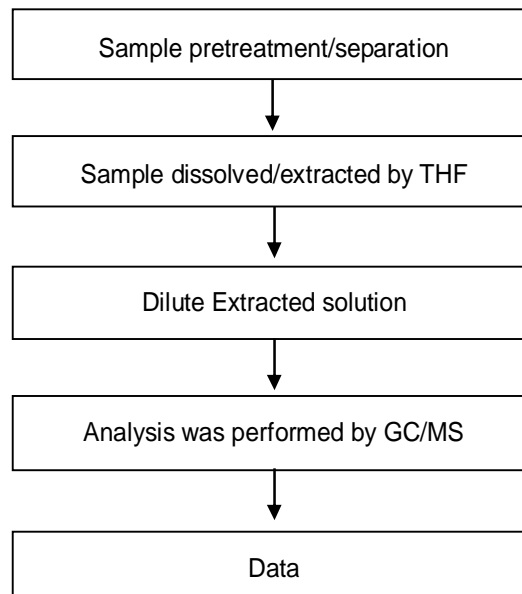 Sample pretreatment/separation
Sample dissolved/extracted by THF
Dilute Extracted solution
Analysis was performed by GC/MS
Data